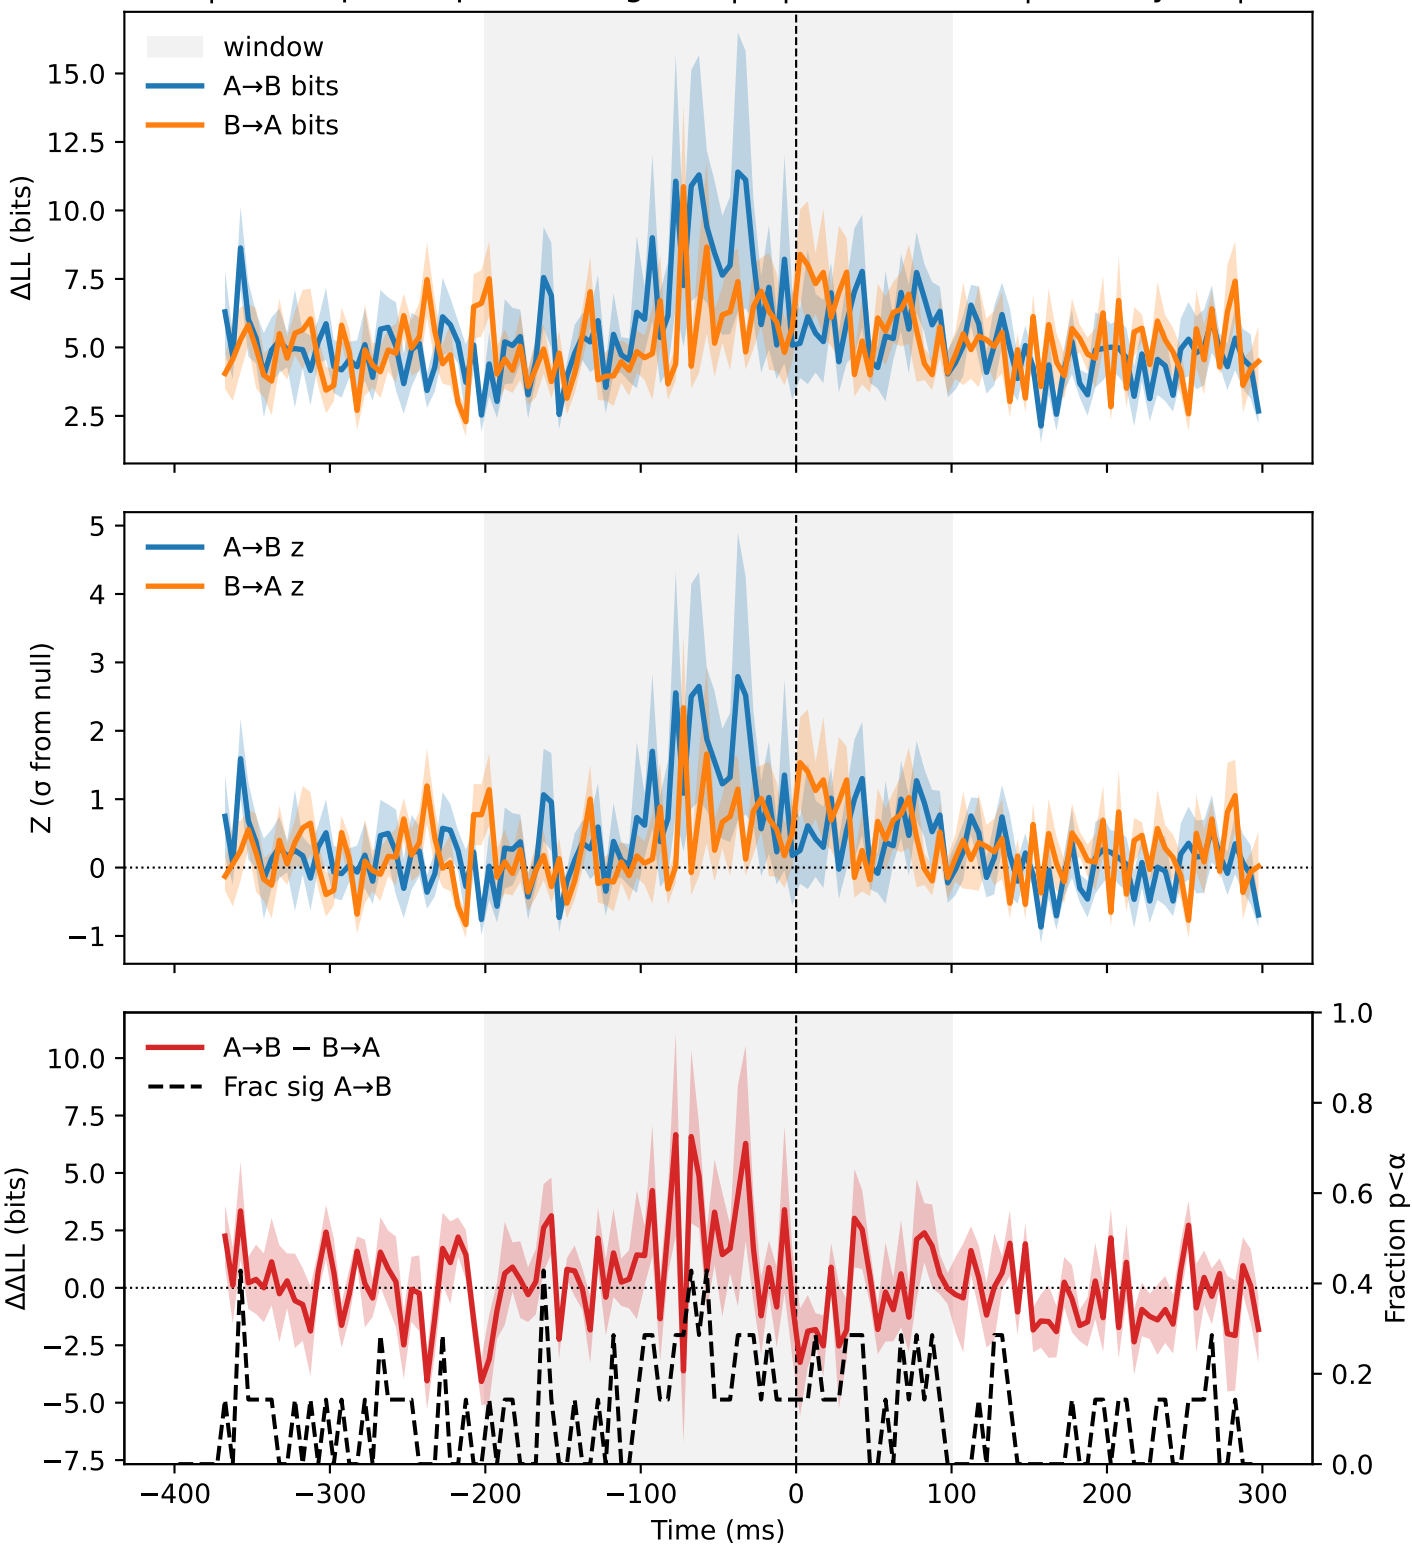 window
A→B bits
B→A bits
ΔLL (bits)
15.0
12.5
10.0
7.5
5.0
2.5
A→B z
B→A z
Z (σ from null)
5
4
3
2
1
0
−1
A→B − B→A
Frac sig A→B
ΔΔLL (bits)
10.0
7.5
5.0
2.5
0.0
−2.5
−5.0
−7.5
1.0
0.8
0.6
0.4
0.2
0.0
Fraction p<α
−400 −300 −200 −100 0 100 200 300
Time (ms)